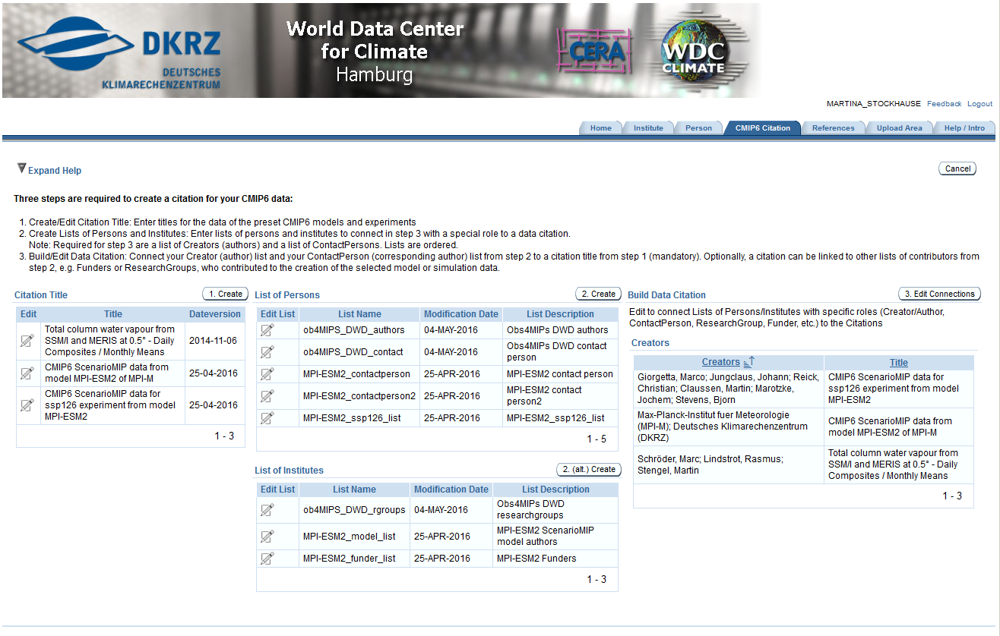 DKRZ
DEUTSCHES
KLIMARECHENZENTRUM
World Data Center
for Climate
Hamburg
CERA
WDC
CLIMATE
MARTINA_STOCKHAUSE Feedback Logout
Home Institute Person CMIP6 Citation References Upload Area Help / Intro
Expand Help
Cancel
Three steps are required to create a citation for your CMIP6 data:
1. Create/Edit Citation Title: Enter titles for the data of the preset CMIP6 models and experiments
2. Create Lists of Persons and Institutes: Enter lists of persons and institutes to connect in step 3 with a special role to a data citation.
Note: Required for step 3 are a list of Creators (authors) and a list of ContactPersons. Lists are ordered.
3. Build/Edit Data Citation: Connect your Creator (author) list and your ContactPerson (corresponding author) list from step 2 to a citation title from step 1 (mandatory). Optionally, a citation can be linked to other lists of contributors from
step 2, e.g. Funders or ResearchGroups, who contributed to the creation of the selected model or simulation data.
Citation Title
1. Create
Edit Title Dateversion
Total column water vapour from
SSM/I and MERIS at 0.5° - Daily
Composites / Monthly Means
2014-11-06
CMIP6 ScenarioMIP data from
model MPI-ESM2 of MPI-M
25-04-2016
CMIP6 ScenarioMIP data for
ssp126 experiment from model
MPI-ESM2
25-04-2016
1 - 3
List of Persons
2. Create
Edit List List Name Modification Date List Description
ob4MIPS_DWD_authors 04-MAY-2016 Obs4MIPs DWD authors
ob4MIPS_DWD_contact 04-MAY-2016 Obs4MIPs DWD contact
person
MPI-ESM2_contactperson 25-APR-2016 MPI-ESM2 contact person
MPI-ESM2_contactperson2 25-APR-2016 MPI-ESM2 contact
person2
MPI-ESM2_ssp126_list 25-APR-2016 MPI-ESM2_ssp126_list
1 - 5
List of Institutes
2. (alt.) Create
Edit List List Name Modification Date List Description
ob4MIPS_DWD_rgroups 04-MAY-2016 Obs4MIPs DWD
researchgroups
MPI-ESM2_model_list 25-APR-2016 MPI-ESM2 ScenarioMIP
model authors
MPI-ESM2_funder_list 25-APR-2016 MPI-ESM2 Funders
1 - 3
Build Data Citation
3. Edit Connections
Edit to connect Lists of Persons/Institutes with specific roles (Creator/Author,
ContactPerson, ResearchGroup, Funder, etc.) to the Citations
Creators
Creators Title
Giorgetta, Marco; Jungclaus, Johann; Reick,
Christian; Claussen, Martin; Marotzke,
Jochem; Stevens, Bjorn
CMIP6 ScenarioMIP data for
ssp126 experiment from model
MPI-ESM2
Max-Planck-Institut fuer Meteorologie
(MPI-M); Deutsches Klimarechenzentrum
(DKRZ)
CMIP6 ScenarioMIP data from
model MPI-ESM2 of MPI-M
Schröder, Marc; Lindstrot, Rasmus;
Stengel, Martin
Total column water vapour from
SSM/I and MERIS at 0.5° - Daily
Composites / Monthly Means
1 - 3